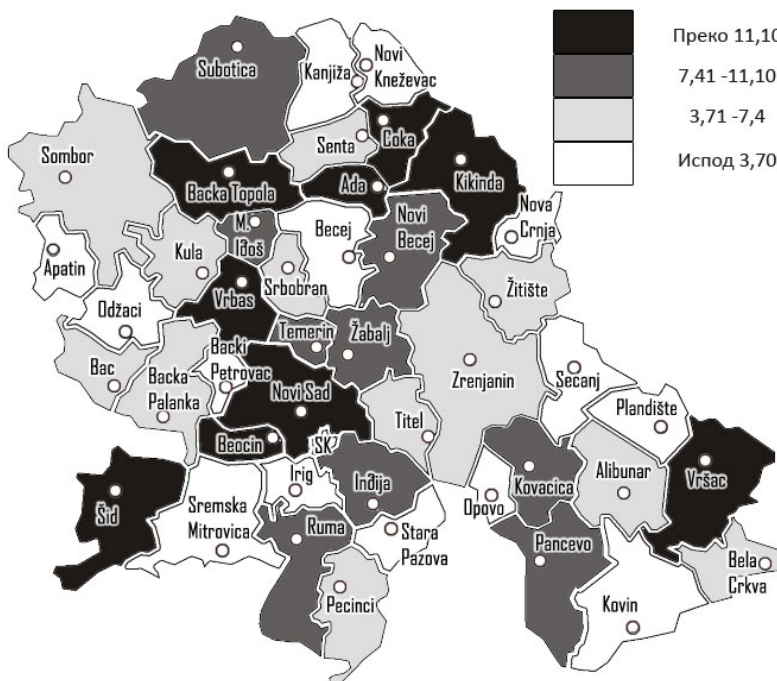 Преко 11,10
7,41 -11,10
3,71 -7,4
Испод 3,70
Subotica
Kanjiža
Novi
Kneževac
Senta
Coka
Sombor
Backa Topola
Ada
Kikinda
Nova
Crnja
Apatin
Kula
M.
Iđoš
Becej
Novi
Becej
Srbobran
Žitište
Odžaci
Vrbas
Temerin
Žabalj
Bac
Backa
Palanka
Backi
Petrovac
Novi Sad
Zrenjanin
Secanj
Plandište
Beocin
SK
Titel
Šid
Sremska
Mitrovica
Irig
Inđija
Kovacica
Alibunar
Vršac
Opovo
Ruma
Stara
Pazova
Pancevo
Pecinci
Bela
Crkva
Kovin